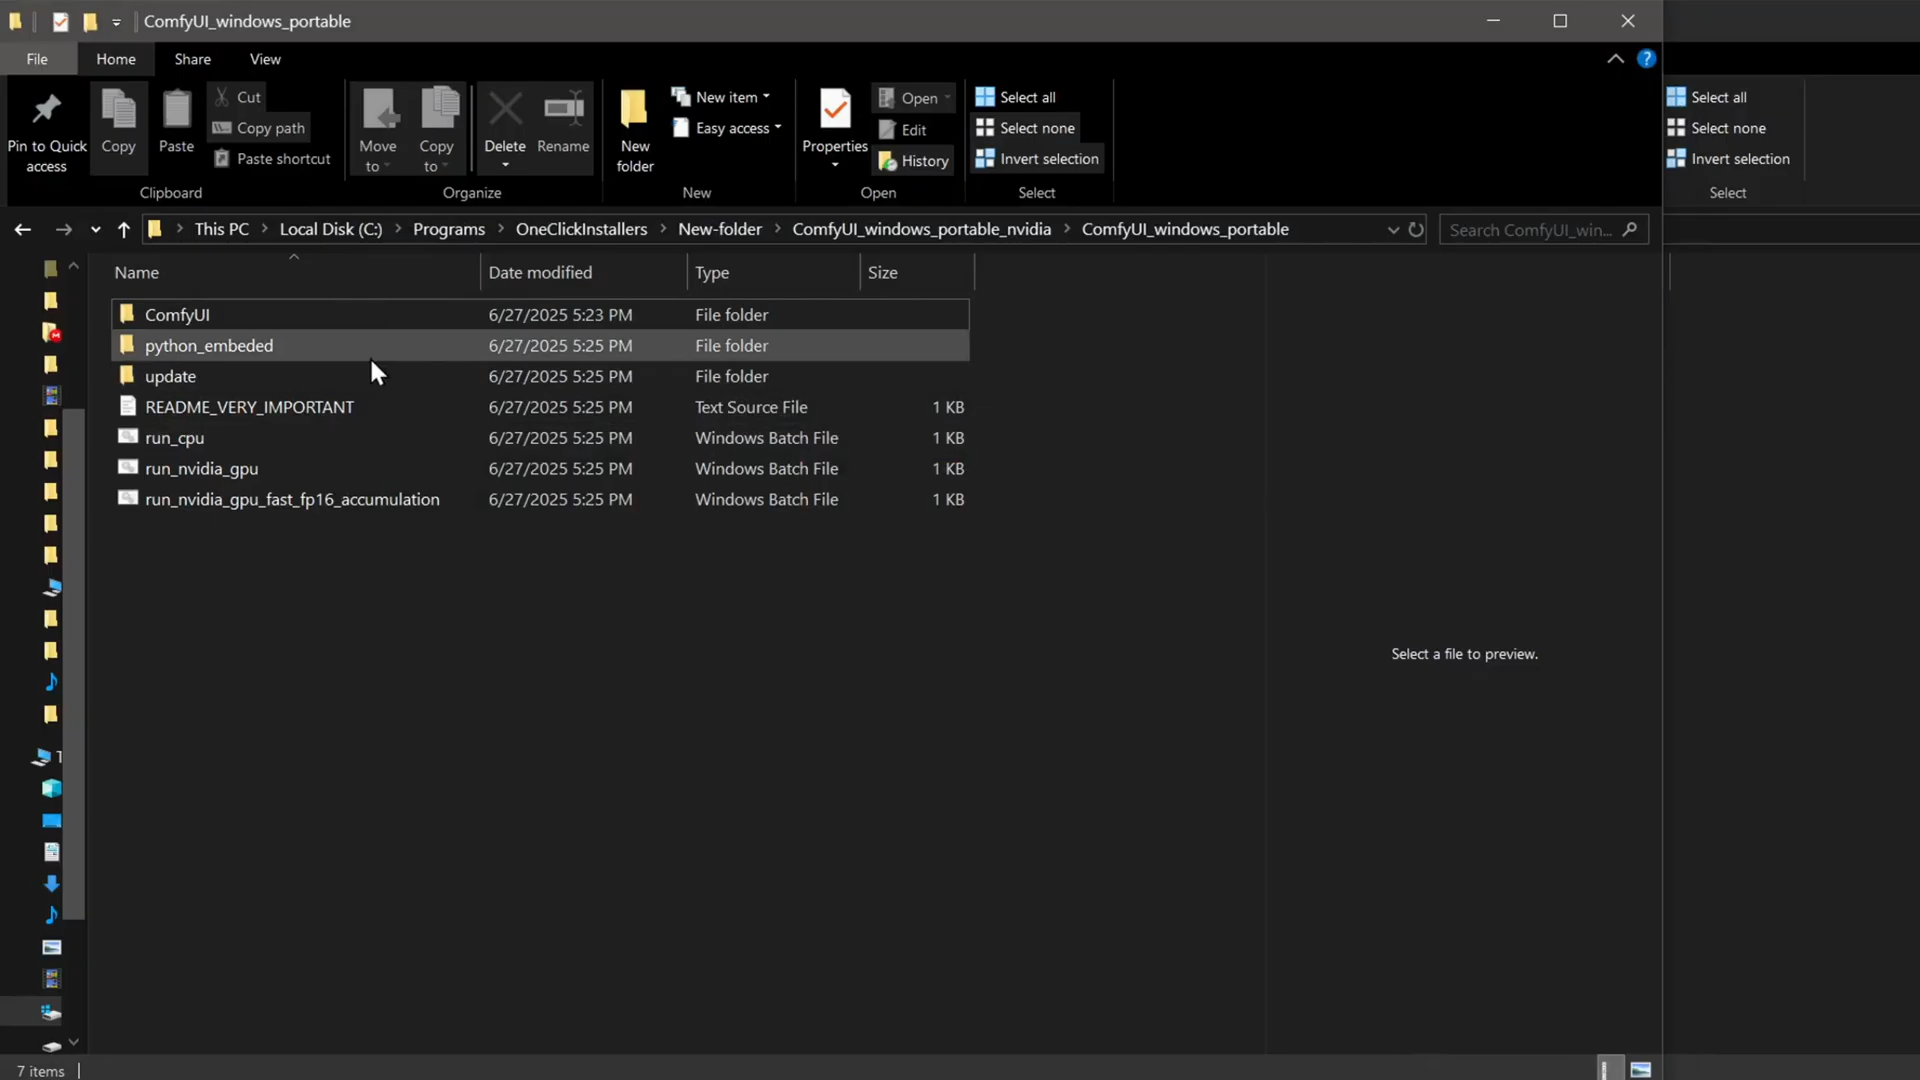 ComfyUI_windows_portable
File Home Share View
Pin to Quick access
Copy
Paste
Cut
Copy path
Paste shortcut
Clipboard
Move to
Copy to
Delete
Rename
Organize
New folder
New item
Easy access
New
Properties
Open
Edit
History
Open
Select all
Select none
Invert selection
Select
Select all
Select none
Invert selection
Select
This PC Local Disk (C:) Programs OneClickInstallers New-folder ComfyUI_windows_portable_nvidia ComfyUI_windows_portable
Search ComfyUI_win...
Name Date modified Type Size
ComfyUI 6/27/2025 5:23 PM File folder
python_embeded 6/27/2025 5:25 PM File folder
update 6/27/2025 5:25 PM File folder
README_VERY_IMPORTANT 6/27/2025 5:25 PM Text Source File 1 KB
run_cpu 6/27/2025 5:25 PM Windows Batch File 1 KB
run_nvidia_gpu 6/27/2025 5:25 PM Windows Batch File 1 KB
run_nvidia_gpu_fast_fp16_accumulation 6/27/2025 5:25 PM Windows Batch File 1 KB
Select a file to preview.
T
7 items